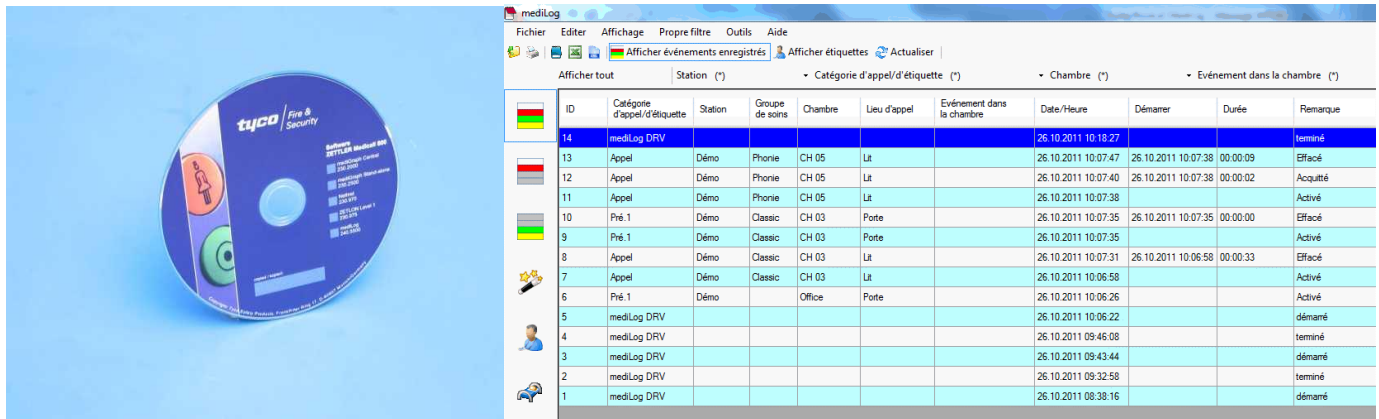 tyco Fire & Security
Software
ZETTLER Medicall 800
mediLog
Fichier Editer Affichage Propre filtre Outils Aide
Afficher événements enregistrés Afficher étiquettes Actualiser
Afficher tout Station (*) Catégorie d'appel/d'étiquette (*) Chambre (*) Evénement dans la chambre (*)
ID Catégorie d'appel/d'étiquette Station Groupe de soins Chambre Lieu d'appel Evénement dans la chambre Date/Heure Démarrer Durée Remarque
14 mediLog DRV 26.10.2011 10:18:27 terminé
13 Appel Démo Phonie CH 05 Lit 26.10.2011 10:07:47 26.10.2011 10:07:38 00:00:09 Effacé
12 Appel Démo Phonie CH 05 Lit 26.10.2011 10:07:40 26.10.2011 10:07:38 00:00:02 Acquitté
11 Appel Démo Phonie CH 05 Lit 26.10.2011 10:07:38 Activé
10 Pré.1 Démo Classic CH 03 Porte 26.10.2011 10:07:35 26.10.2011 10:07:35 00:00:00 Effacé
9 Pré.1 Démo Classic CH 03 Porte 26.10.2011 10:07:35 Activé
8 Appel Démo Classic CH 03 Lit 26.10.2011 10:07:31 26.10.2011 10:06:58 00:00:33 Effacé
7 Appel Démo Classic CH 03 Lit 26.10.2011 10:06:58 Activé
6 Pré.1 Démo Office Porte 26.10.2011 10:06:26 Activé
5 mediLog DRV 26.10.2011 10:06:22 démarré
4 mediLog DRV 26.10.2011 09:46:08 terminé
3 mediLog DRV 26.10.2011 09:43:44 démarré
2 mediLog DRV 26.10.2011 09:32:58 terminé
1 mediLog DRV 26.10.2011 08:38:16 démarré